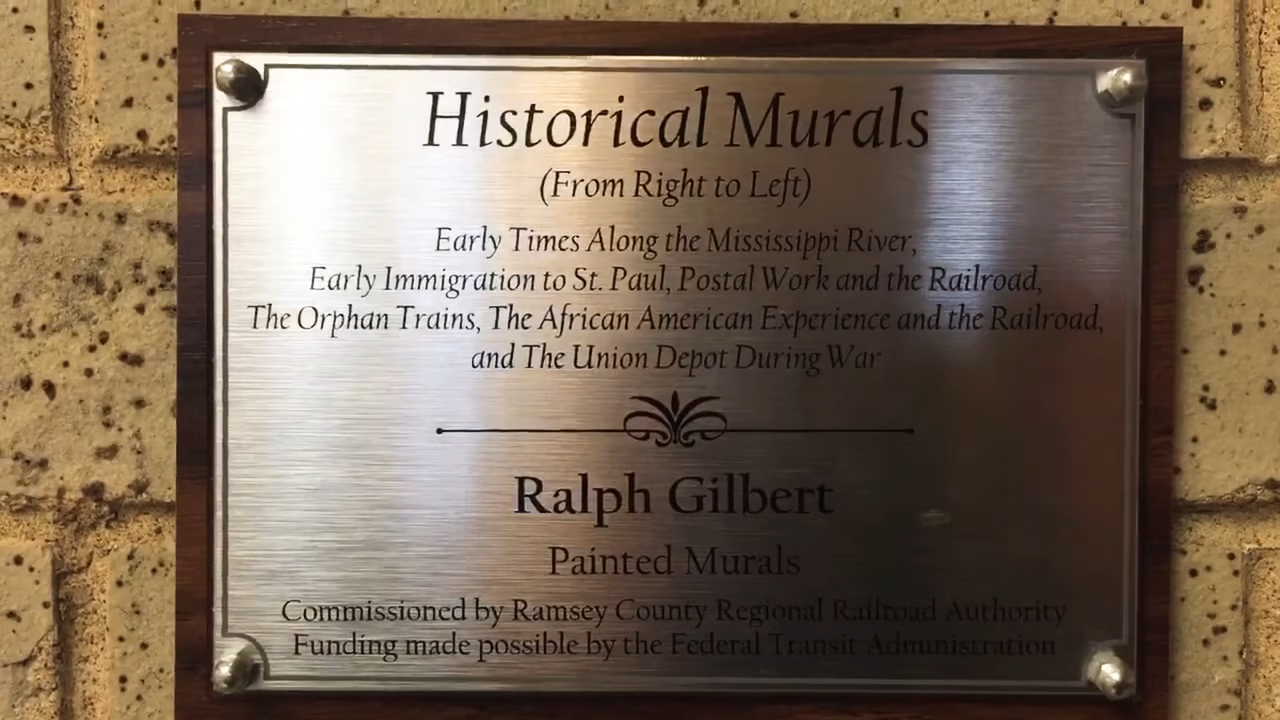 Historical Murals
(From Right to Left)
Early Times Along the Mississippi River,
Early Immigration to St. Paul, Postal Work and the Railroad,
The Orphan Trains, The African American Experience and the Railroad,
and The Union Depot During War
Ralph Gilbert
Painted Murals
Commissioned by Ramsey County Regional Railroad Authority
Funding made possible by the Federal Transit Administration